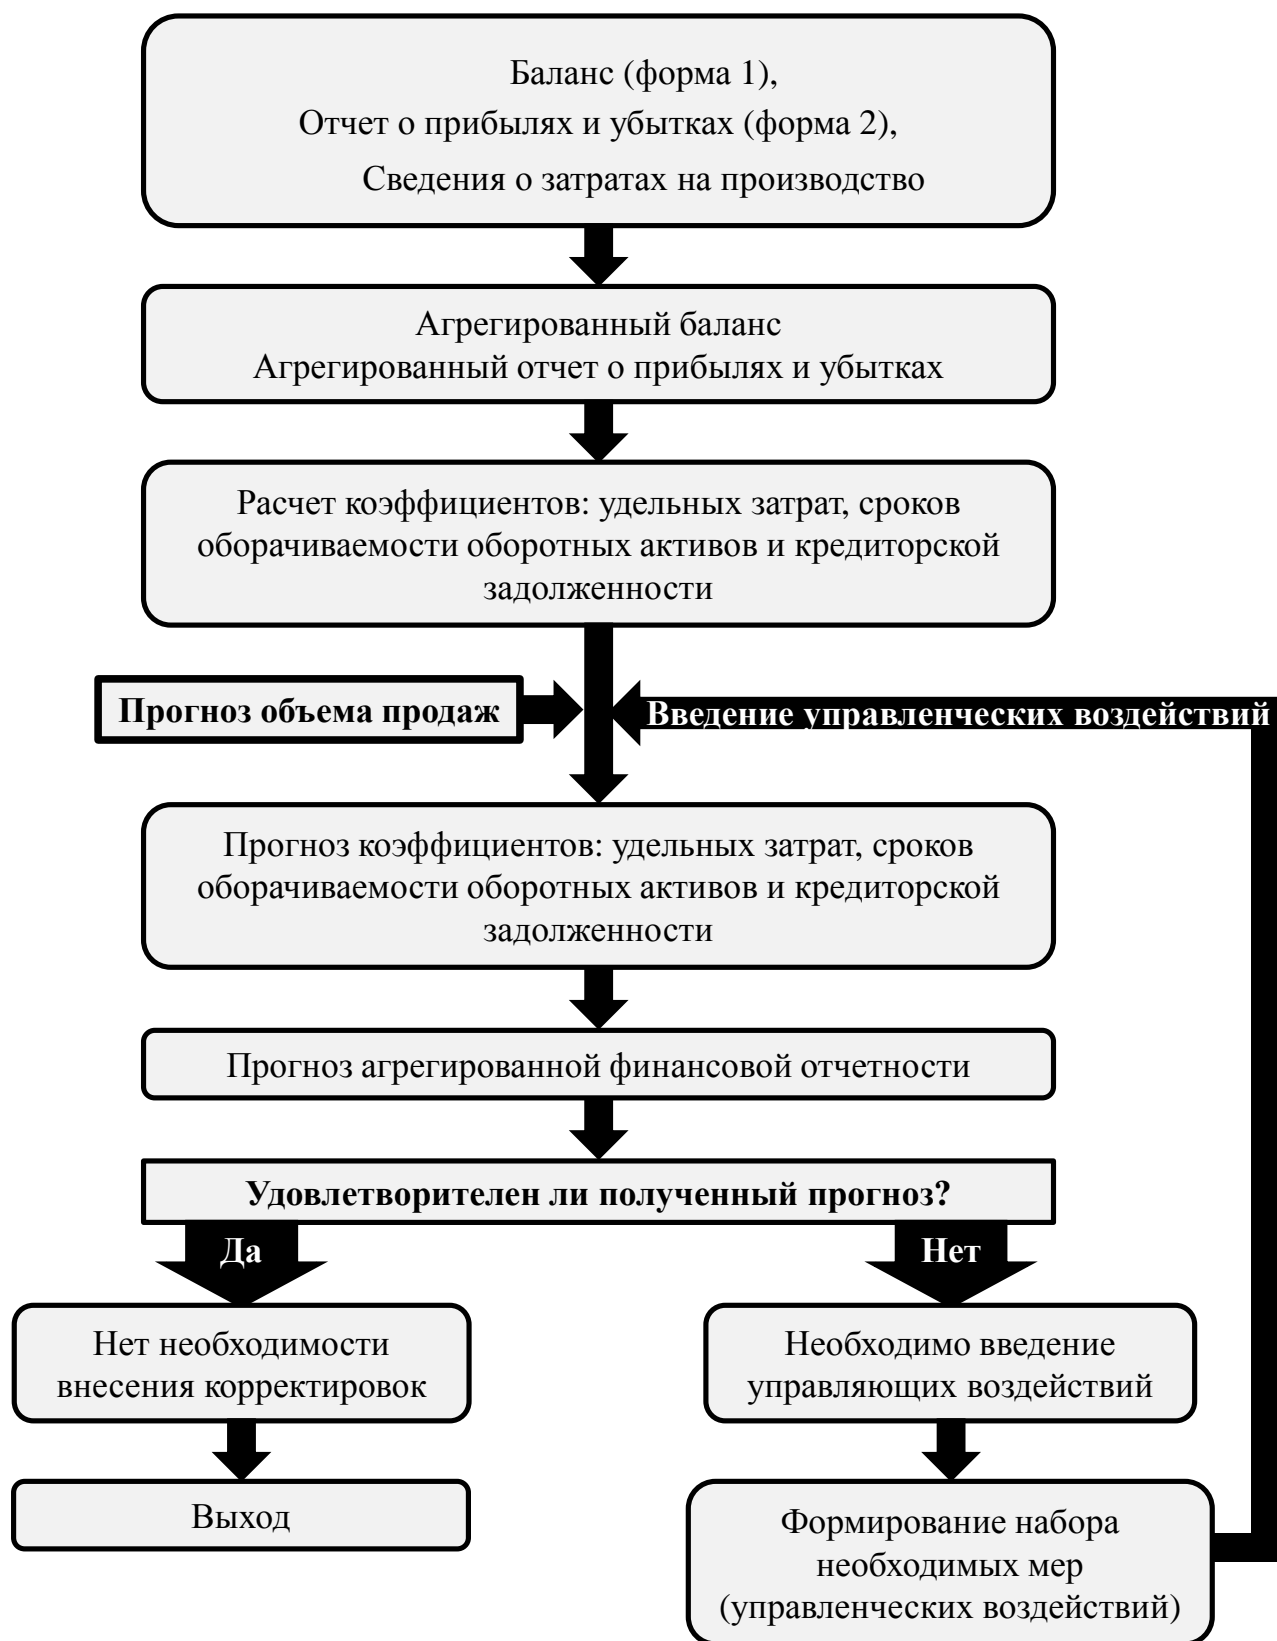 Баланс (форма 1),
Отчет о прибылях и убытках (форма 2),
Сведения о затратах на производство
Агрегированный баланс
Агрегированный отчет о прибылях и убытках
Расчет коэффициентов: удельных затрат, сроков
оборачиваемости оборотных активов и кредиторской
задолженности
Прогноз объема продаж
Введение управленческих воздействий
Прогноз коэффициентов: удельных затрат, сроков
оборачиваемости оборотных активов и кредиторской
задолженности
Прогноз агрегированной финансовой отчетности
Удовлетворителен ли полученный прогноз?
Да
Нет
Нет необходимости
внесения корректировок
Необходимо введение
управляющих воздействий
Выход
Формирование набора
необходимых мер
(управленческих воздействий)